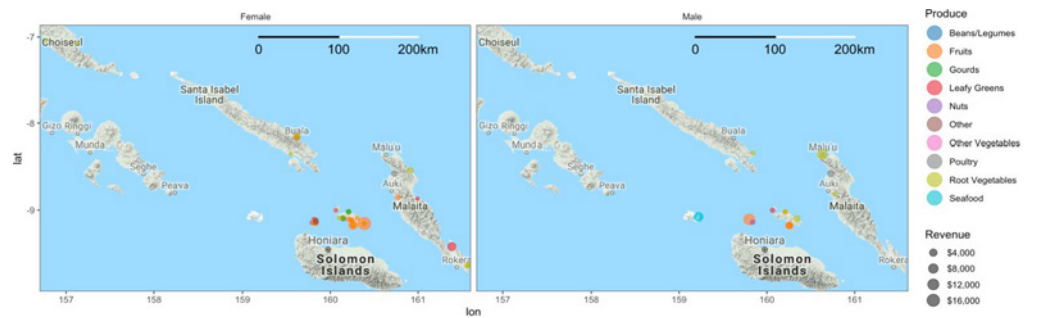 Female
Male
-7
-8
-9
lat
Choiseul
0 100 200km
Santa Isabel
Island
Gizo Ringgi
Buala
Munda
Malu'u
Seghe
Auki
Peava
Malaita
Honiara
Solomon
Islands
Rokera
157 158 159 160 161
Choiseul
0 100 200km
Santa Isabel
Island
Gizo Ringgi
Buala
Munda
Malu'u
Seghe
Auki
Peava
Malaita
Honiara
Solomon
Islands
Rokera
157 158 159 160 161
lon
Produce
Beans/Legumes
Fruits
Gourds
Leafy Greens
Nuts
Other
Other Vegetables
Poultry
Root Vegetables
Seafood
Revenue
$4,000
$8,000
$12,000
$16,000